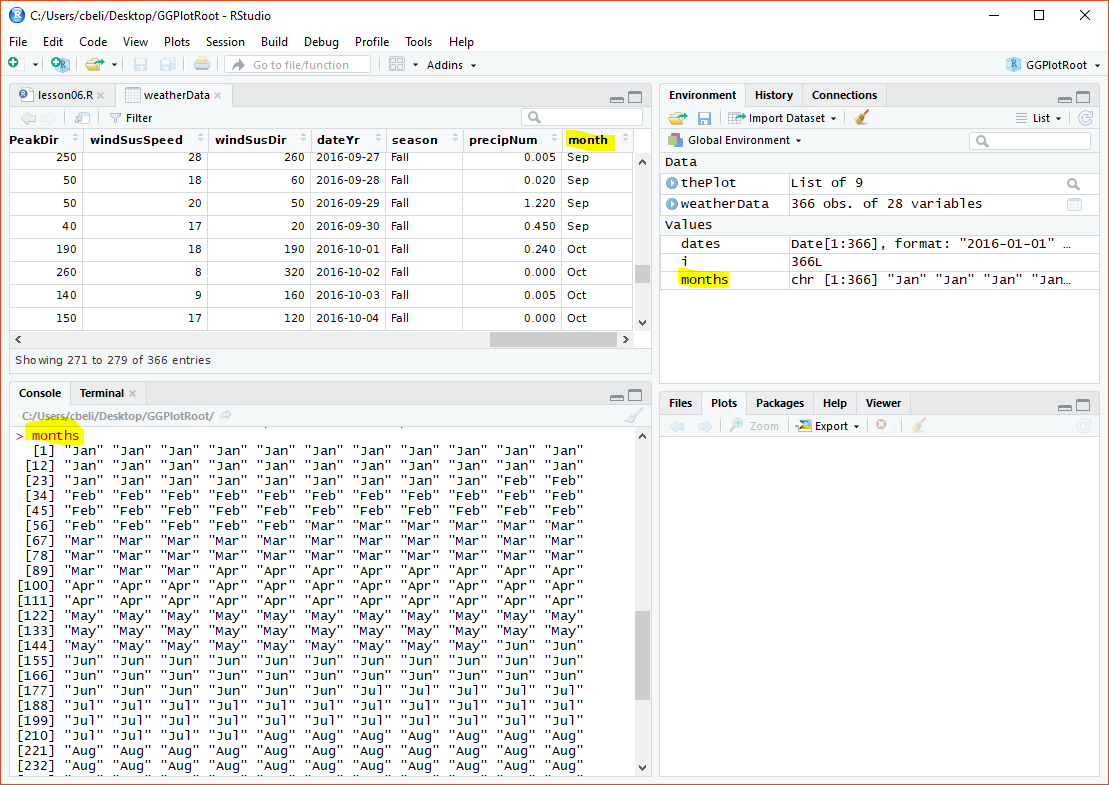 C:/Users/cbeli/Desktop/GGPlotRoot - RStudio
File Edit Code View Plots Session Build Debug Profile Tools Help
Go to file/function Addins GGPlotRoot
lesson06.R weatherData
Filter
PeakDir windSusSpeed windSusDir dateYr season precipNum month
250 28 260 2016-09-27 Fall 0.005 Sep
50 18 60 2016-09-28 Fall 0.020 Sep
50 20 50 2016-09-29 Fall 1.220 Sep
40 17 20 2016-09-30 Fall 0.450 Sep
190 18 190 2016-10-01 Fall 0.240 Oct
260 8 320 2016-10-02 Fall 0.000 Oct
140 9 160 2016-10-03 Fall 0.005 Oct
150 17 120 2016-10-04 Fall 0.000 Oct
Showing 271 to 279 of 366 entries
Console Terminal
C:/Users/cbeli/Desktop/GGPlotRoot/
> months
[1] "Jan" "Jan" "Jan" "Jan" "Jan" "Jan" "Jan" "Jan" "Jan" "Jan" "Jan"
[12] "Jan" "Jan" "Jan" "Jan" "Jan" "Jan" "Jan" "Jan" "Jan" "Jan" "Jan"
[23] "Jan" "Jan" "Jan" "Jan" "Jan" "Jan" "Jan" "Jan" "Jan" "Feb" "Feb"
[34] "Feb" "Feb" "Feb" "Feb" "Feb" "Feb" "Feb" "Feb" "Feb" "Feb" "Feb"
[45] "Feb" "Feb" "Feb" "Feb" "Feb" "Feb" "Feb" "Feb" "Feb" "Feb" "Feb"
[56] "Feb" "Feb" "Feb" "Feb" "Feb" "Mar" "Mar" "Mar" "Mar" "Mar" "Mar"
[67] "Mar" "Mar" "Mar" "Mar" "Mar" "Mar" "Mar" "Mar" "Mar" "Mar" "Mar"
[78] "Mar" "Mar" "Mar" "Mar" "Mar" "Mar" "Mar" "Mar" "Mar" "Mar" "Mar"
[89] "Mar" "Mar" "Mar" "Apr" "Apr" "Apr" "Apr" "Apr" "Apr" "Apr" "Apr"
[100] "Apr" "Apr" "Apr" "Apr" "Apr" "Apr" "Apr" "Apr" "Apr" "Apr" "Apr"
[111] "Apr" "Apr" "Apr" "Apr" "Apr" "Apr" "Apr" "Apr" "Apr" "Apr" "Apr"
[122] "May" "May" "May" "May" "May" "May" "May" "May" "May" "May" "May"
[133] "May" "May" "May" "May" "May" "May" "May" "May" "May" "May" "May"
[144] "May" "May" "May" "May" "May" "May" "May" "May" "May" "Jun" "Jun"
[155] "Jun" "Jun" "Jun" "Jun" "Jun" "Jun" "Jun" "Jun" "Jun" "Jun" "Jun"
[166] "Jun" "Jun" "Jun" "Jun" "Jun" "Jun" "Jun" "Jun" "Jun" "Jun" "Jun"
[177] "Jun" "Jun" "Jun" "Jun" "Jun" "Jun" "Jul" "Jul" "Jul" "Jul" "Jul"
[188] "Jul" "Jul" "Jul" "Jul" "Jul" "Jul" "Jul" "Jul" "Jul" "Jul" "Jul"
[199] "Jul" "Jul" "Jul" "Jul" "Jul" "Jul" "Jul" "Jul" "Jul" "Jul" "Jul"
[210] "Jul" "Jul" "Jul" "Jul" "Aug" "Aug" "Aug" "Aug" "Aug" "Aug" "Aug"
[221] "Aug" "Aug" "Aug" "Aug" "Aug" "Aug" "Aug" "Aug" "Aug" "Aug" "Aug"
[232] "Aug" "Aug" "Aug" "Aug" "Aug" "Aug" "Aug" "Aug" "Aug" "Aug" "Aug"
Environment History Connections
Import Dataset List
Global Environment
Data
thePlot List of 9
weatherData 366 obs. of 28 variables
Values
dates Date[1:366], format: "2016-01-01" …
i 366L
months chr [1:366] "Jan" "Jan" "Jan" "Jan…
Files Plots Packages Help Viewer
Zoom Export